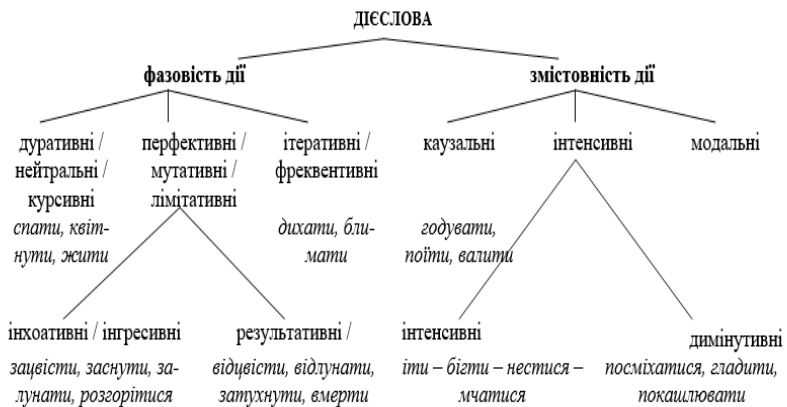 ДІЄСЛОВА
фазовість дії
змістовність дії
дуративні /
нейтральні /
курсивні
спати, квіт-
нути, жити
перфективні /
мутативні /
лімітативні
ітеративні /
фреквентивні
дихати, бли-
мати
каузальні
годувати,
поїти, валити
інтенсивні
модальні
інхоативні / інгресивні
зацвісти, заснути, за-
лунати, розгорітися
результативні /
відцвісти, відлунати,
затухнути, вмерти
інтенсивні
іти – бігти – нестися –
мчатися
димінутивні
посміхатися, гладити,
покашлювати